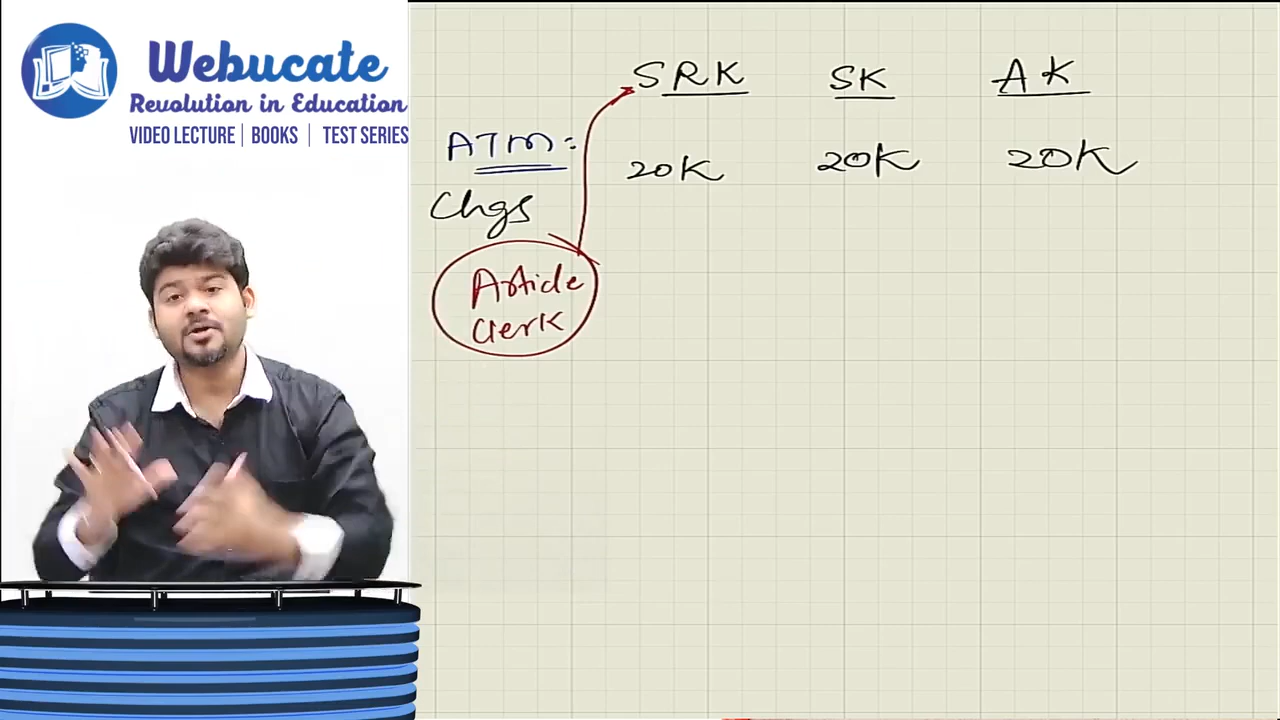 Webucate
Revolution in Education
VIDEO LECTURE | BOOKS | TEST SERIES
SRK SK AK
ATM:
20K 20K 20K
Chgs
Article
Clerk